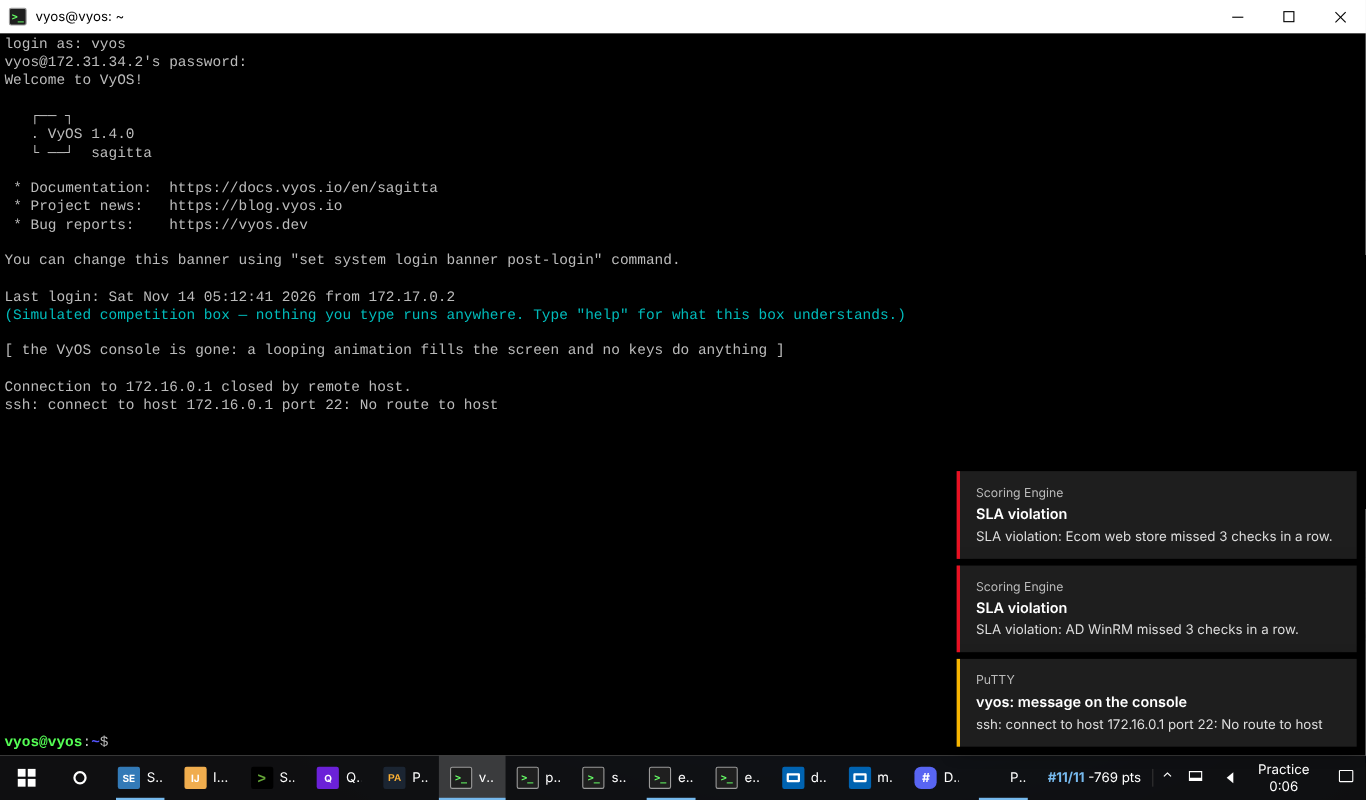 vyos@vyos: ~
login as: vyos
vyos@172.31.34.2's password:
Welcome to VyOS!
. VyOS 1.4.0
sagitta
* Documentation:  https://docs.vyos.io/en/sagitta
* Project news:   https://blog.vyos.io
* Bug reports:    https://vyos.dev
You can change this banner using "set system login banner post-login" command.
Last login: Sat Nov 14 05:12:41 2026 from 172.17.0.2
(Simulated competition box — nothing you type runs anywhere. Type "help" for what this box understands.)
[ the VyOS console is gone: a looping animation fills the screen and no keys do anything ]
Connection to 172.16.0.1 closed by remote host.
ssh: connect to host 172.16.0.1 port 22: No route to host
Scoring Engine
SLA violation
SLA violation: Ecom web store missed 3 checks in a row.
Scoring Engine
SLA violation
SLA violation: AD WinRM missed 3 checks in a row.
PuTTY
vyos: message on the console
ssh: connect to host 172.16.0.1 port 22: No route to host
vyos@vyos:~$
SE S.. IJ I... > S.. Q Q. PA P.. >_ v.. >_ p.. >_ s.. >_ e.. >_ e.. d.. m. # D.. P.. #11/11 -769 pts
Practice
0:06